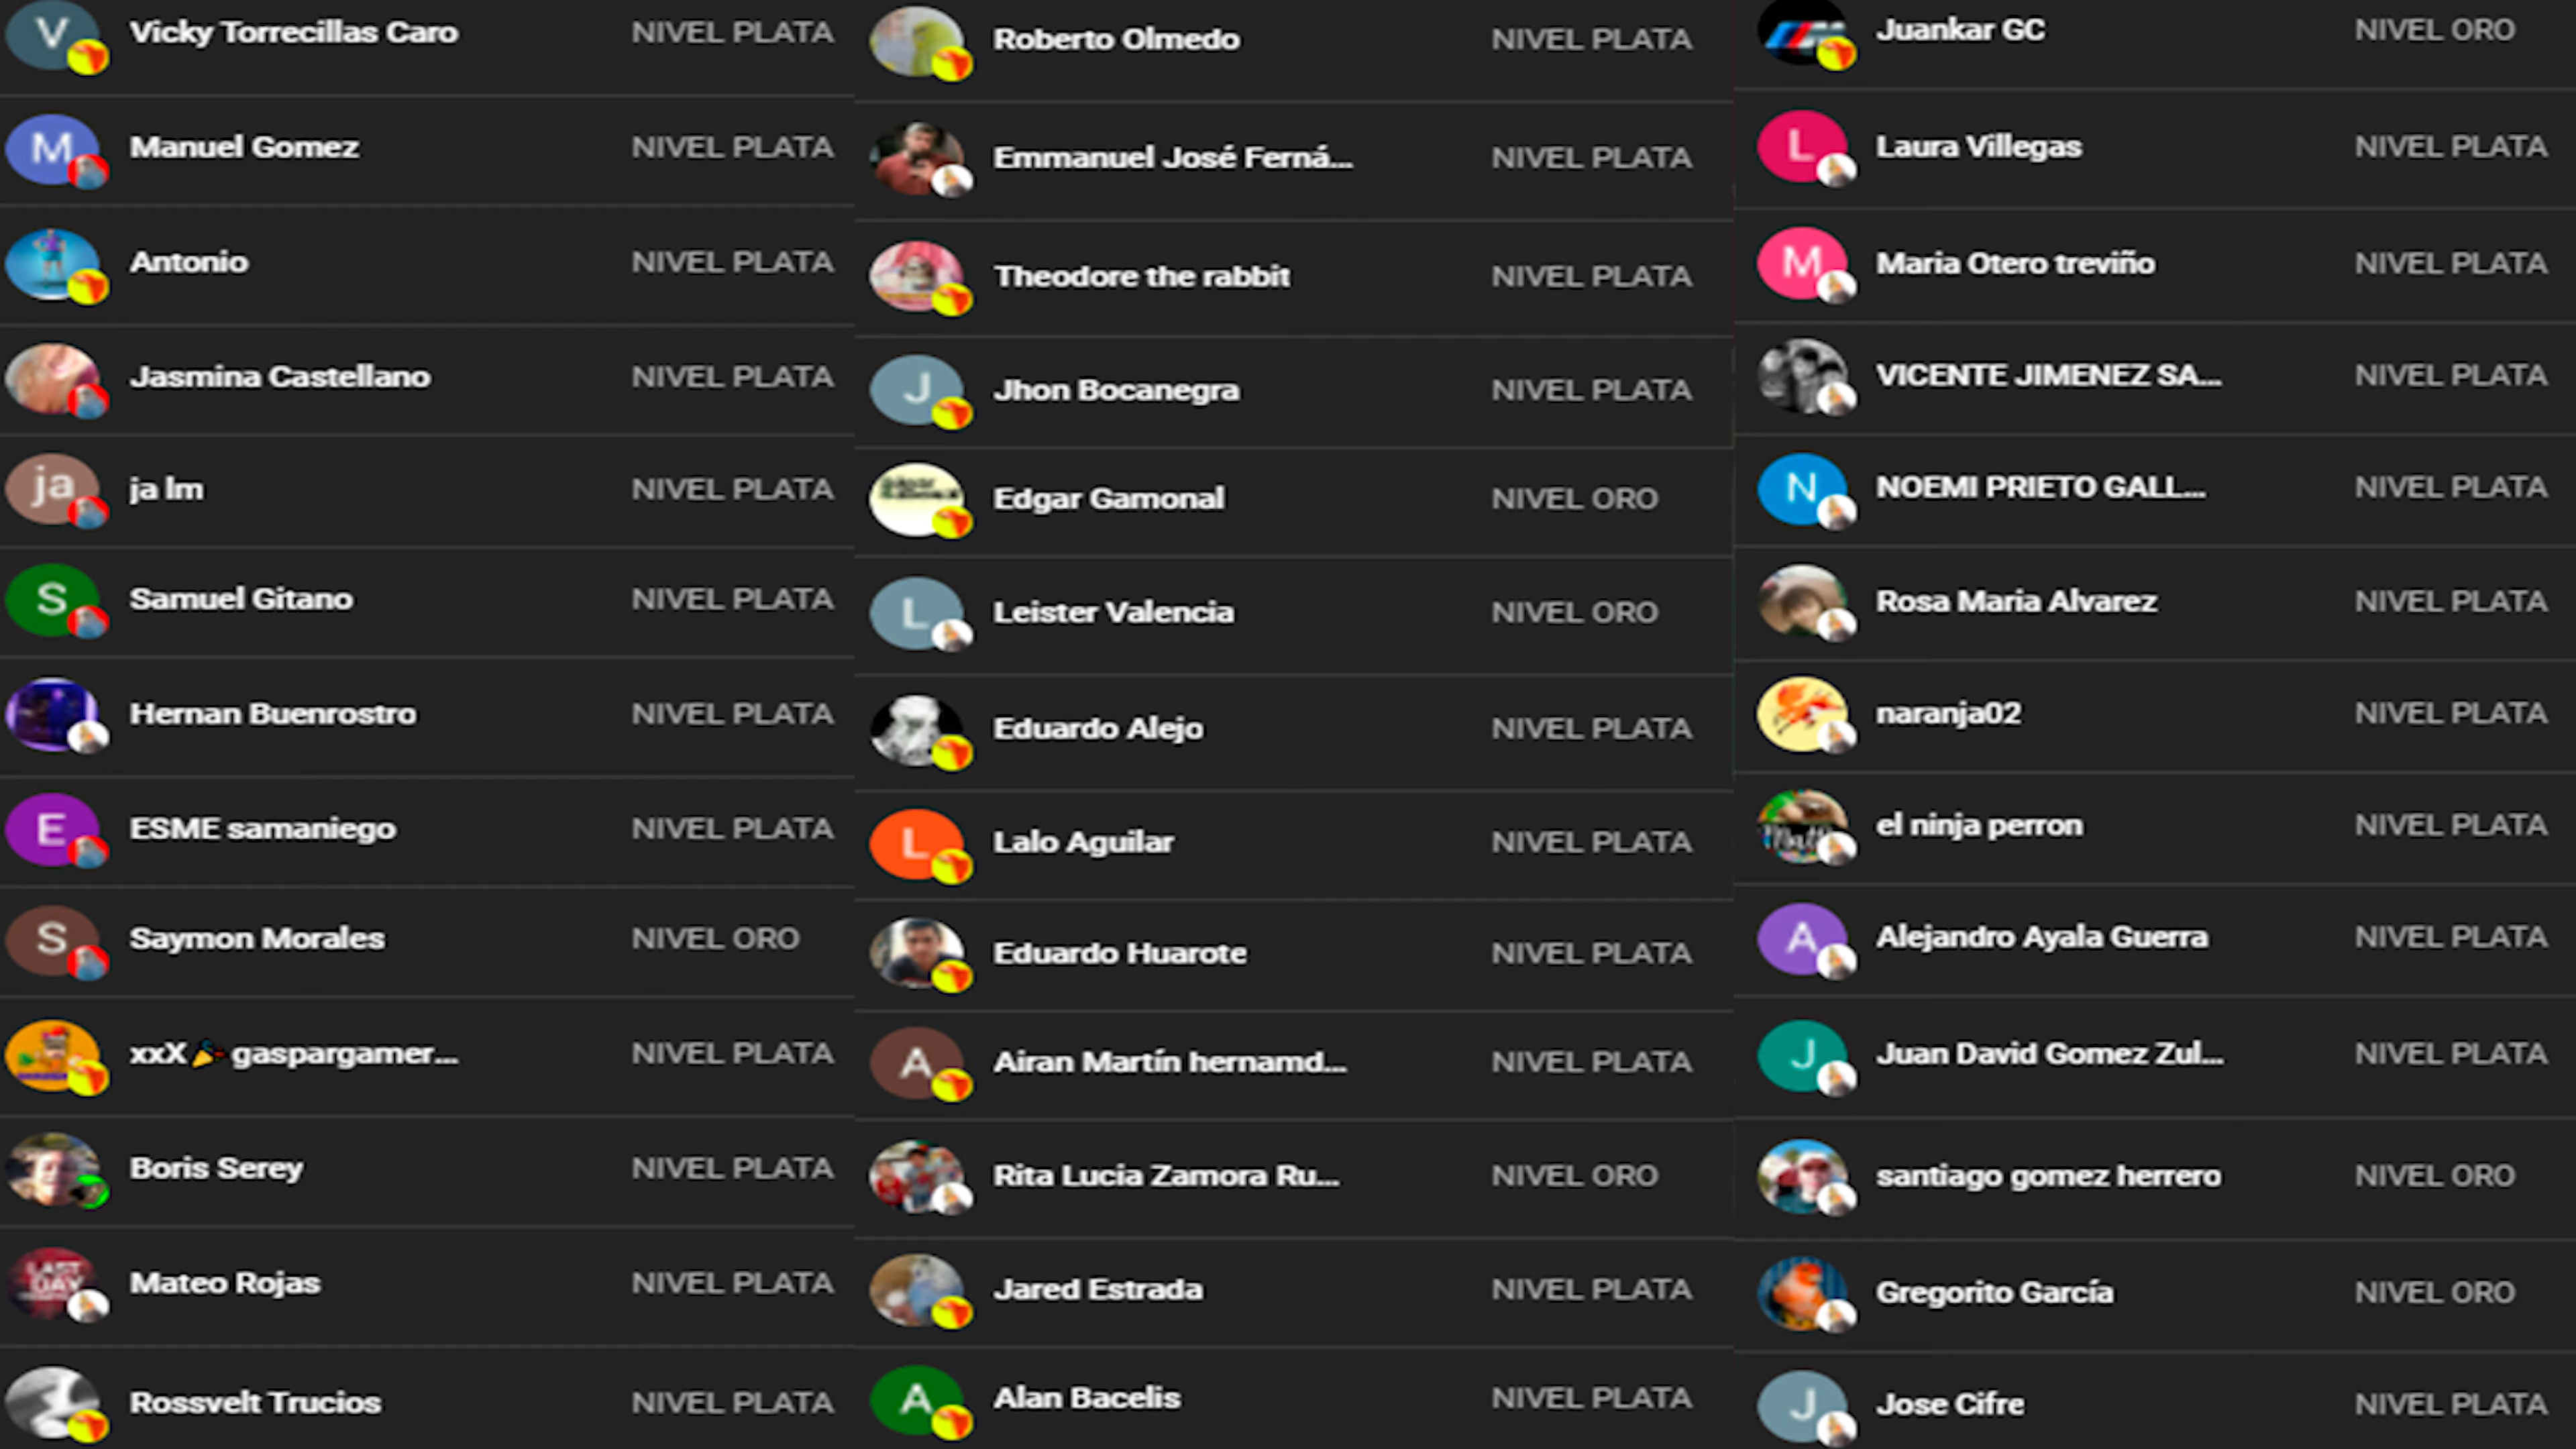 V Vicky Torrecillas Caro NIVEL PLATA
M Manuel Gomez NIVEL PLATA
Antonio NIVEL PLATA
Jasmina Castellano NIVEL PLATA
ja ja lm NIVEL PLATA
S Samuel Gitano NIVEL PLATA
Hernan Buenrostro NIVEL PLATA
E ESME samaniego NIVEL PLATA
S Saymon Morales NIVEL ORO
xxX🎉gaspargamer... NIVEL PLATA
Boris Serey NIVEL PLATA
LAST DAY Mateo Rojas NIVEL PLATA
Rossvelt Trucios NIVEL PLATA
Roberto Olmedo NIVEL PLATA
Emmanuel José Ferná... NIVEL PLATA
Theodore the rabbit NIVEL PLATA
J Jhon Bocanegra NIVEL PLATA
Edgar Gamonal NIVEL ORO
L Leister Valencia NIVEL ORO
Eduardo Alejo NIVEL PLATA
L Lalo Aguilar NIVEL PLATA
Eduardo Huarote NIVEL PLATA
A Airan Martín hernamd... NIVEL PLATA
Rita Lucia Zamora Ru... NIVEL ORO
Jared Estrada NIVEL PLATA
A Alan Bacelis NIVEL PLATA
Juankar GC NIVEL ORO
L Laura Villegas NIVEL PLATA
M Maria Otero treviño NIVEL PLATA
VICENTE JIMENEZ SA... NIVEL PLATA
N NOEMI PRIETO GALL... NIVEL PLATA
Rosa Maria Alvarez NIVEL PLATA
naranja02 NIVEL PLATA
el ninja perron NIVEL PLATA
A Alejandro Ayala Guerra NIVEL PLATA
J Juan David Gomez Zul... NIVEL PLATA
santiago gomez herrero NIVEL ORO
Gregorito García NIVEL ORO
J Jose Cifre NIVEL PLATA